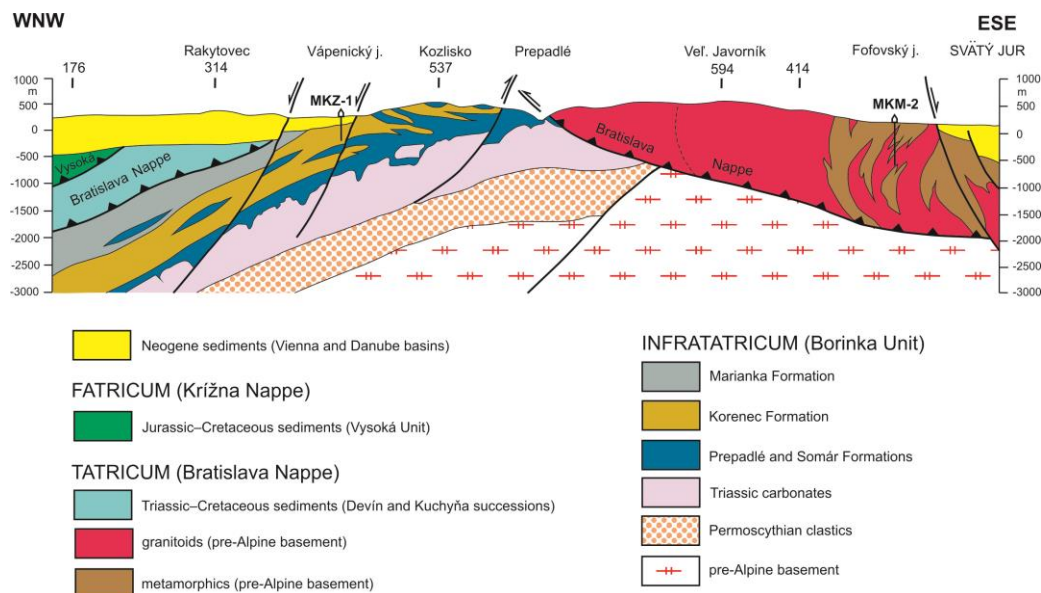 WNW
ESE
Rakytovec
Vápenický j.
Kozlisko
Prepadlé
Veľ. Javorník
Fofovský j.
SVÄTÝ JUR
176
314
537
594
414
1000
m
500
0
-500
-1000
-1500
-2000
-2500
-3000
1000
m
500
0
-500
-1000
-1500
-2000
-2500
-3000
MKZ-1
MKM-2
Vysoká
Bratislava Nappe
Bratislava
Nappe
Neogene sediments (Vienna and Danube basins)
FATRICUM (Krížna Nappe)
Jurassic–Cretaceous sediments (Vysoká Unit)
TATRICUM (Bratislava Nappe)
Triassic–Cretaceous sediments (Devín and Kuchyňa successions)
granitoids (pre-Alpine basement)
metamorphics (pre-Alpine basement)
INFRATATRICUM (Borinka Unit)
Marianka Formation
Korenec Formation
Prepadlé and Somár Formations
Triassic carbonates
Permoscythian clastics
pre-Alpine basement